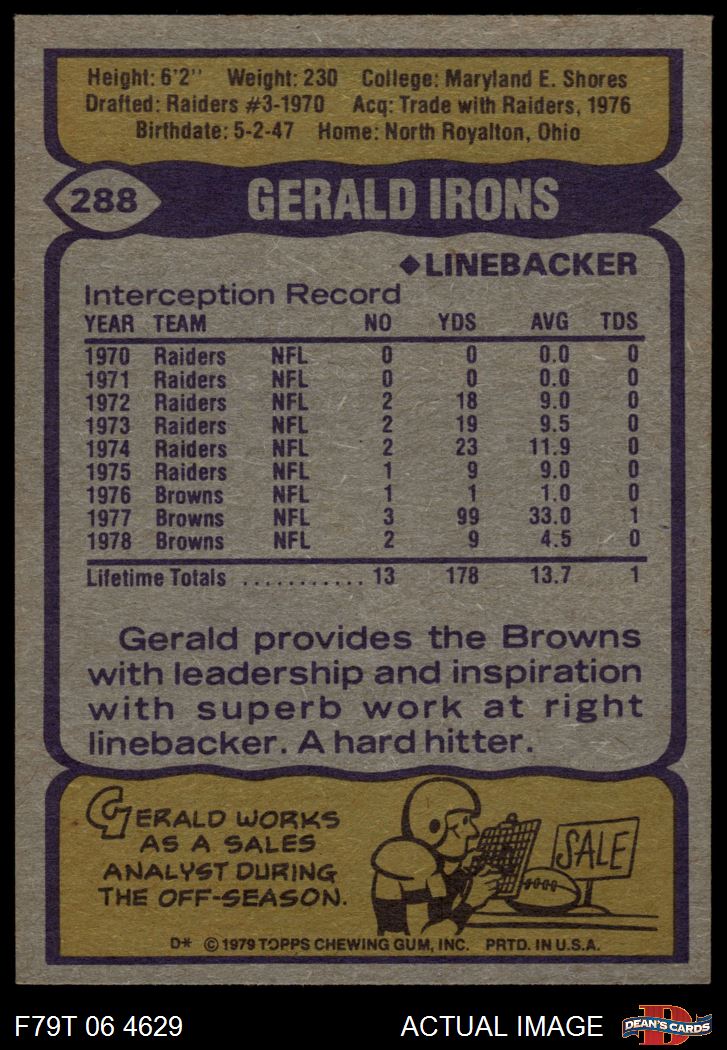 Height: 6'2" Weight: 230 College: Maryland E. Shores
Drafted: Raiders #3-1970 Acq: Trade with Raiders, 1976
Birthdate: 5-2-47 Home: North Royalton, Ohio
288 GERALD IRONS
◆LINEBACKER
Interception Record
YEAR TEAM NO YDS AVG TDS
1970 Raiders NFL 0 0 0.0 0
1971 Raiders NFL 0 0 0.0 0
1972 Raiders NFL 2 18 9.0 0
1973 Raiders NFL 2 19 9.5 0
1974 Raiders NFL 2 23 11.9 0
1975 Raiders NFL 1 9 9.0 0
1976 Browns NFL 1 1 1.0 0
1977 Browns NFL 3 99 33.0 1
1978 Browns NFL 2 9 4.5 0
Lifetime Totals ............ 13 178 13.7 1
Gerald provides the Browns
with leadership and inspiration
with superb work at right
linebacker. A hard hitter.
GERALD WORKS
AS A SALES
ANALYST DURING
THE OFF-SEASON.
SALE
D* © 1979 TOPPS CHEWING GUM, INC. PRTD. IN U.S.A.
F79T 06 4629 ACTUAL IMAGE
D
DEAN'S CARDS